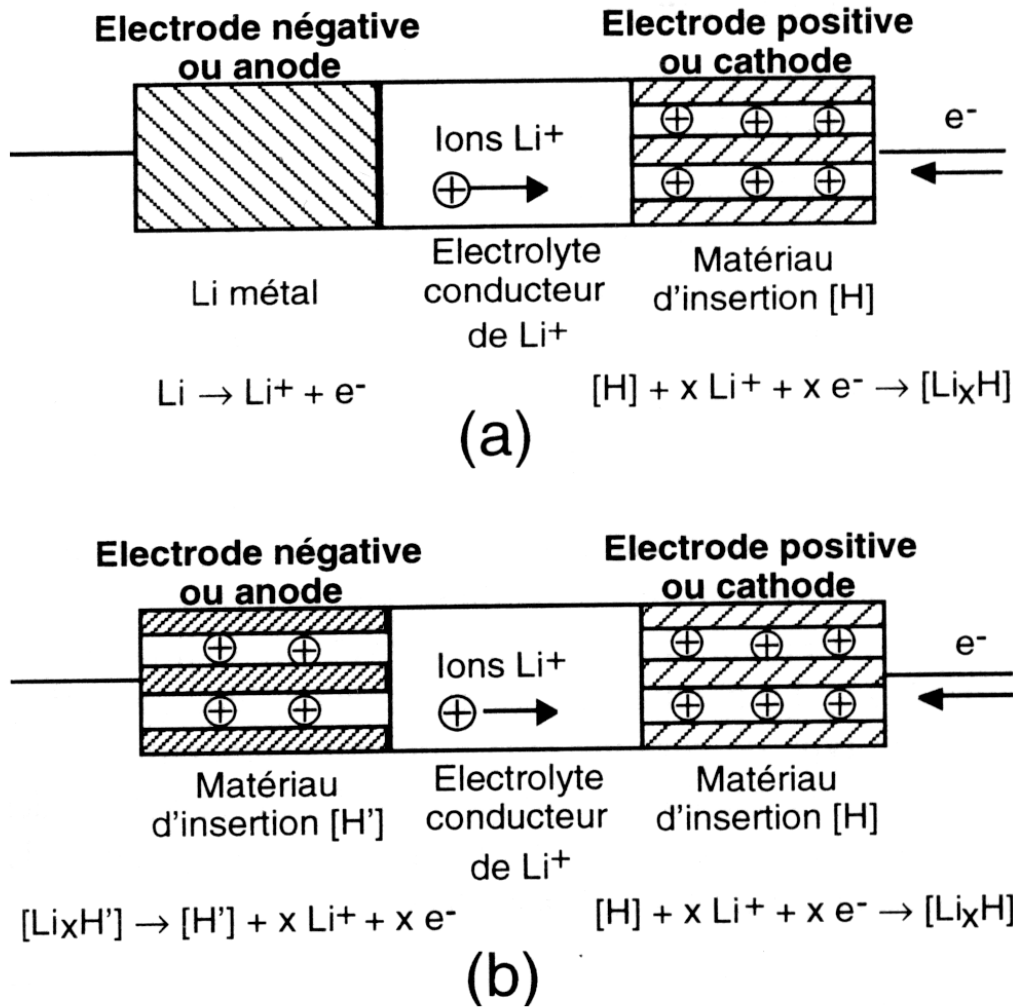 Electrode négative
ou anode
Electrode positive
ou cathode
Ions Li+
e-
Li métal
Electrolyte
conducteur
de Li+
Matériau
d'insertion [H]
Li → Li+ + e-
[H] + x Li+ + x e- → [LixH]
(a)
Electrode négative
ou anode
Electrode positive
ou cathode
Ions Li+
e-
Matériau
d'insertion [H']
Electrolyte
conducteur
de Li+
Matériau
d'insertion [H]
[LixH'] → [H'] + x Li+ + x e-
[H] + x Li+ + x e- → [LixH]
(b)